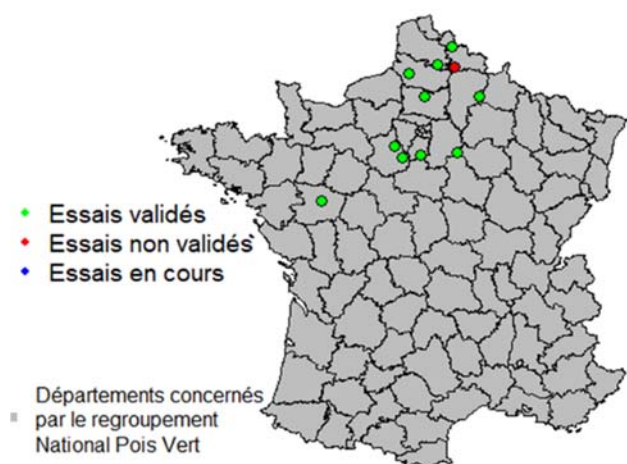 Essais validés
Essais non validés
Essais en cours
Départements concernés
par le regroupement
National Pois Vert